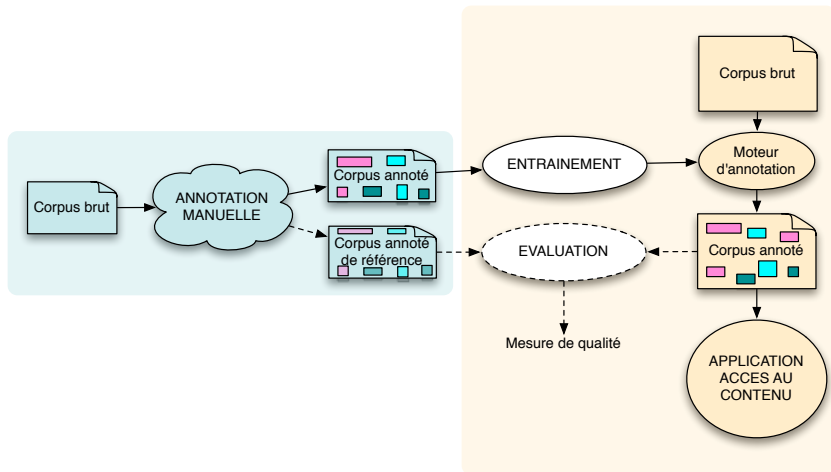 Corpus brut
ANNOTATION
MANUELLE
Corpus annoté
Corpus annoté
de référence
ENTRAINEMENT
EVALUATION
Mesure de qualité
Corpus brut
Moteur
d'annotation
Corpus annoté
APPLICATION
ACCES AU
CONTENU